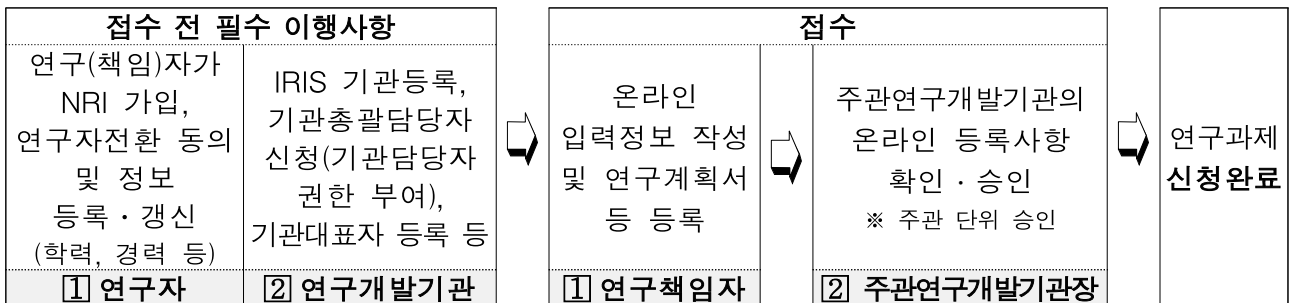 접수 전 필수 이행사항
연구(책임)자가
NRI 가입,
연구자전환 동의
및 정보
등록·갱신
(학력, 경력 등)
1 연구자
IRIS 기관등록,
기관총괄담당자
신청(기관담당자
권한 부여),
기관대표자 등록 등
2 연구개발기관
접수
온라인
입력정보 작성
및 연구계획서
등 등록
1 연구책임자
주관연구개발기관의
온라인 등록사항
확인·승인
※ 주관 단위 승인
2 주관연구개발기관장
연구과제
신청완료